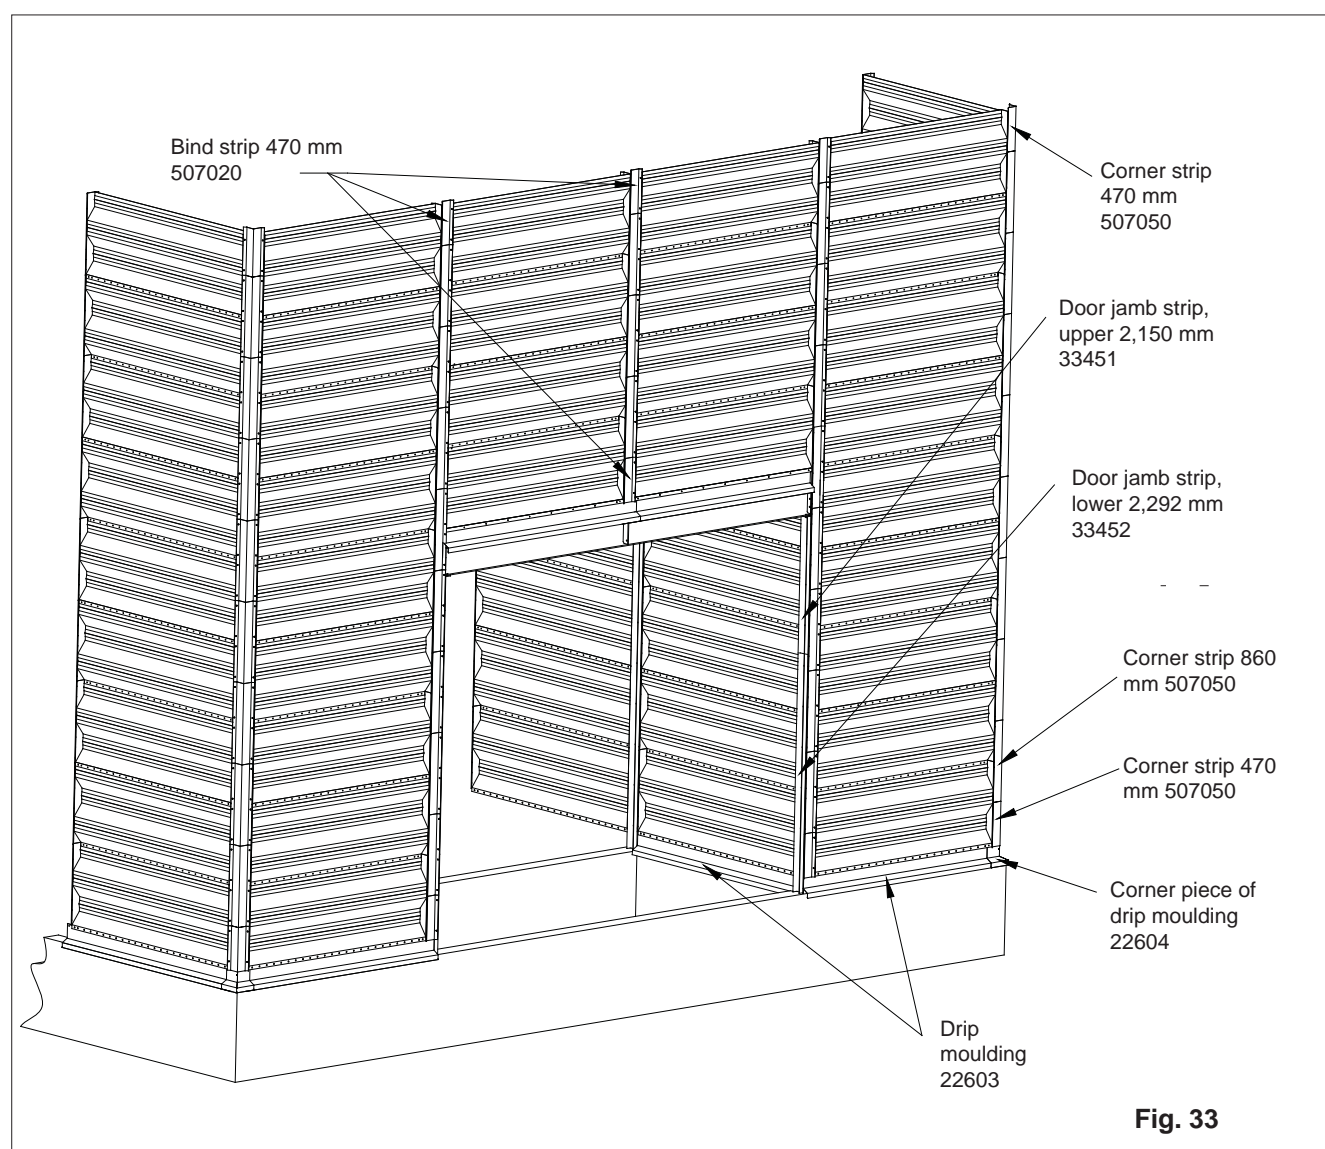 Bind strip 470 mm
507020
Corner strip
470 mm
507050
Door jamb strip,
upper 2,150 mm
33451
Door jamb strip,
lower 2,292 mm
33452
Corner strip 860
mm 507050
Corner strip 470
mm 507050
Corner piece of
drip moulding
22604
Drip
moulding
22603
Fig. 33